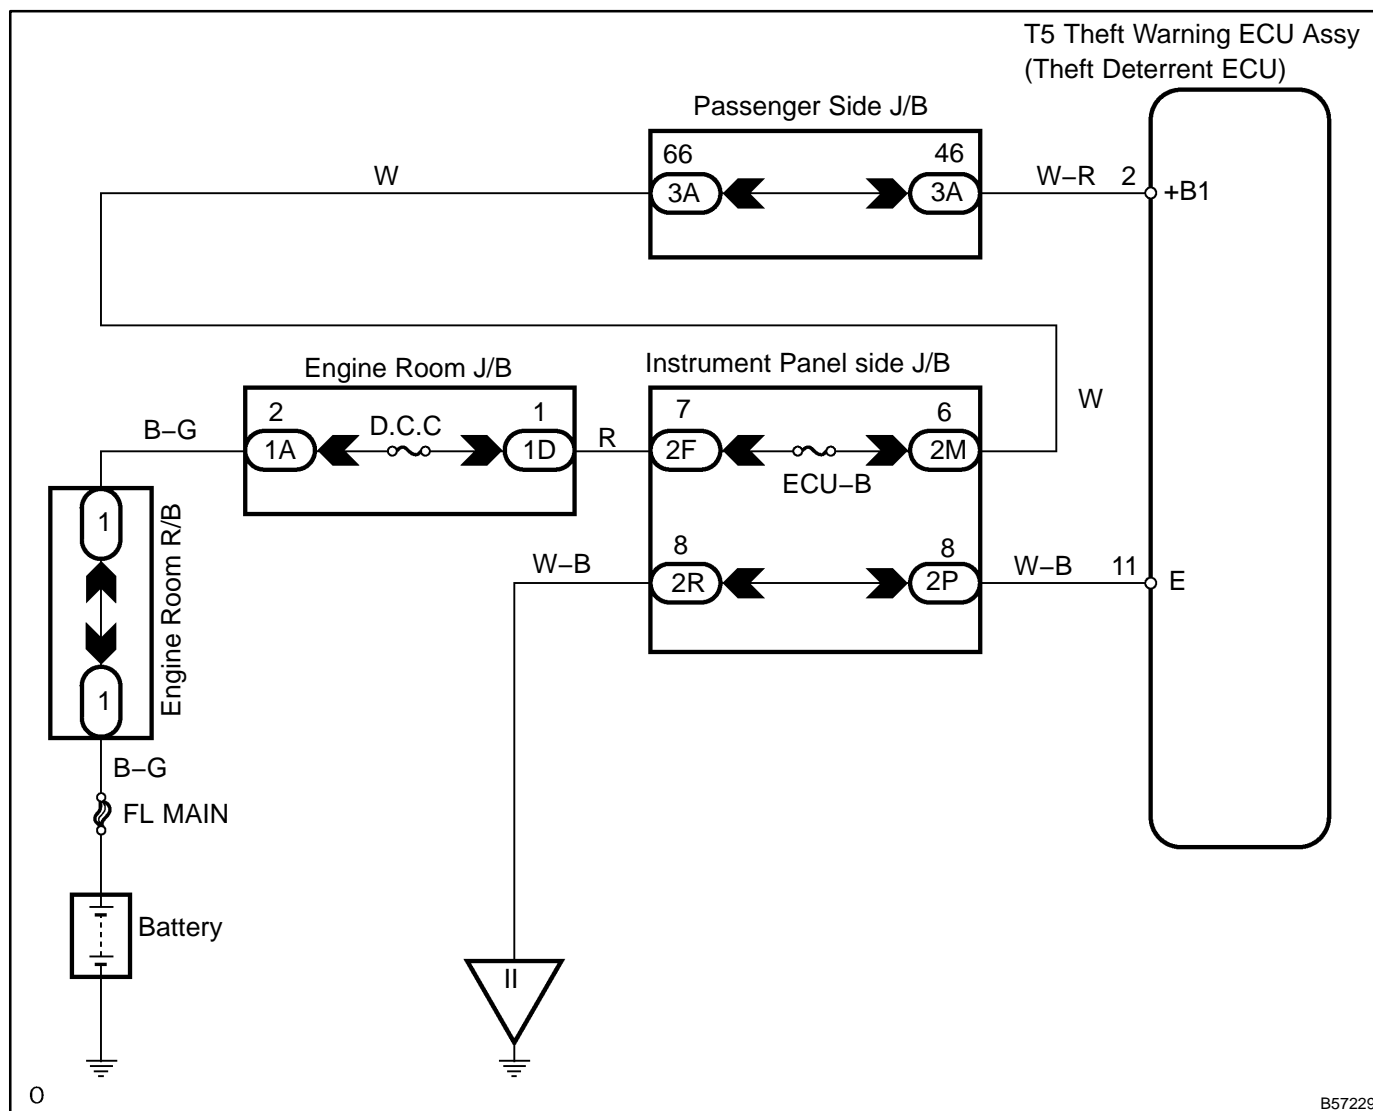 T5 Theft Warning ECU Assy
(Theft Deterrent ECU)
Passenger Side J/B
66
46
W
3A
3A
W–R
2
+B1
Engine Room J/B
Instrument Panel side J/B
W
2
1
7
6
B–G
D.C.C
1A
1D
R
2F
2M
ECU–B
1
Engine Room R/B
8
8
W–B
2R
2P
W–B
11
E
1
B–G
FL MAIN
Battery
II
0
B57229